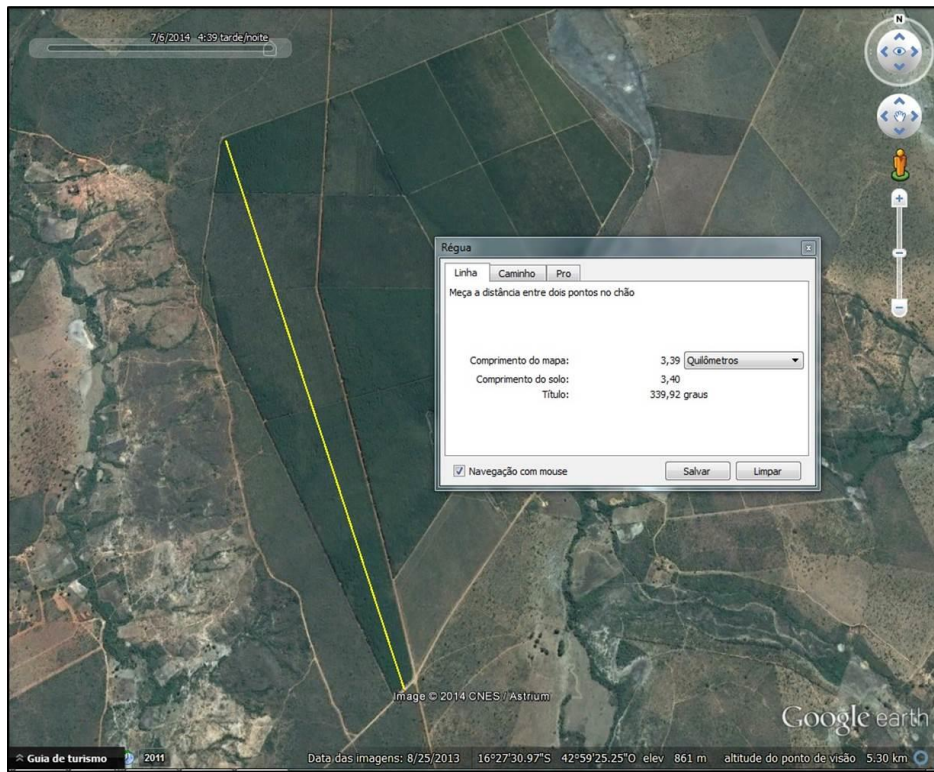 7/6/2014 4:39 tarde/noite
N
Régua
Linha Caminho Pro
Meça a distância entre dois pontos no chão
Comprimento do mapa: 3,39 Quilômetros
Comprimento do solo: 3,40
Título: 339,92 graus
Navegação com mouse Salvar Limpar
Image © 2014 CNES / Astrium
Google earth
Guia de turismo 2011 Data das imagens: 8/25/2013 16°27'30.97"S 42°59'25.25"O elev 861 m altitude do ponto de visão 5.30 km